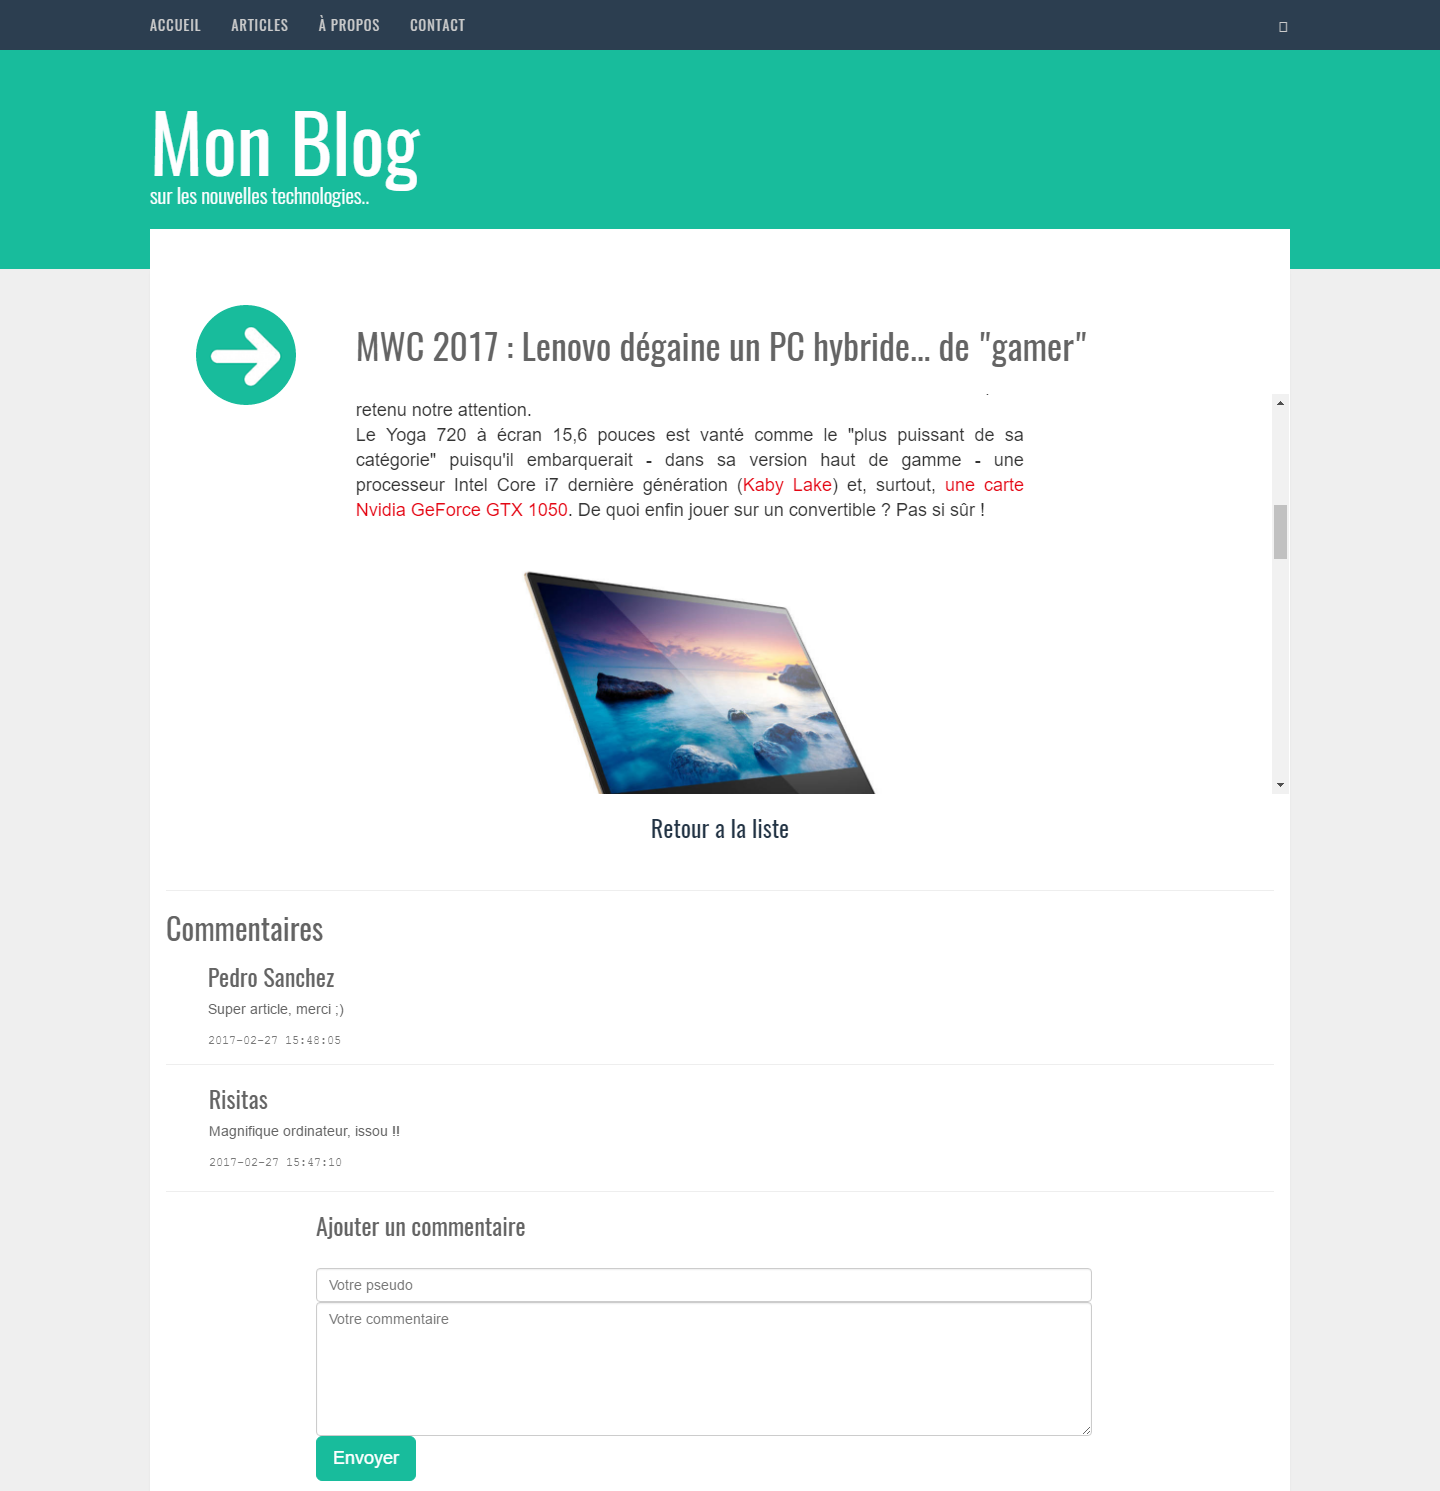 ACCUEIL ARTICLES À PROPOS CONTACT
Mon Blog
sur les nouvelles technologies..
MWC 2017 : Lenovo dégaine un PC hybride... de "gamer"
retenu notre attention.
Le Yoga 720 à écran 15,6 pouces est vanté comme le "plus puissant de sa
catégorie" puisqu'il embarquerait - dans sa version haut de gamme - une
processeur Intel Core i7 dernière génération (Kaby Lake) et, surtout, une carte
Nvidia GeForce GTX 1050. De quoi enfin jouer sur un convertible ? Pas si sûr !
Retour a la liste
Commentaires
Pedro Sanchez
Super article, merci ;)
2017-02-27 15:48:05
Risitas
Magnifique ordinateur, issou !!
2017-02-27 15:47:10
Ajouter un commentaire
Votre pseudo
Votre commentaire
Envoyer